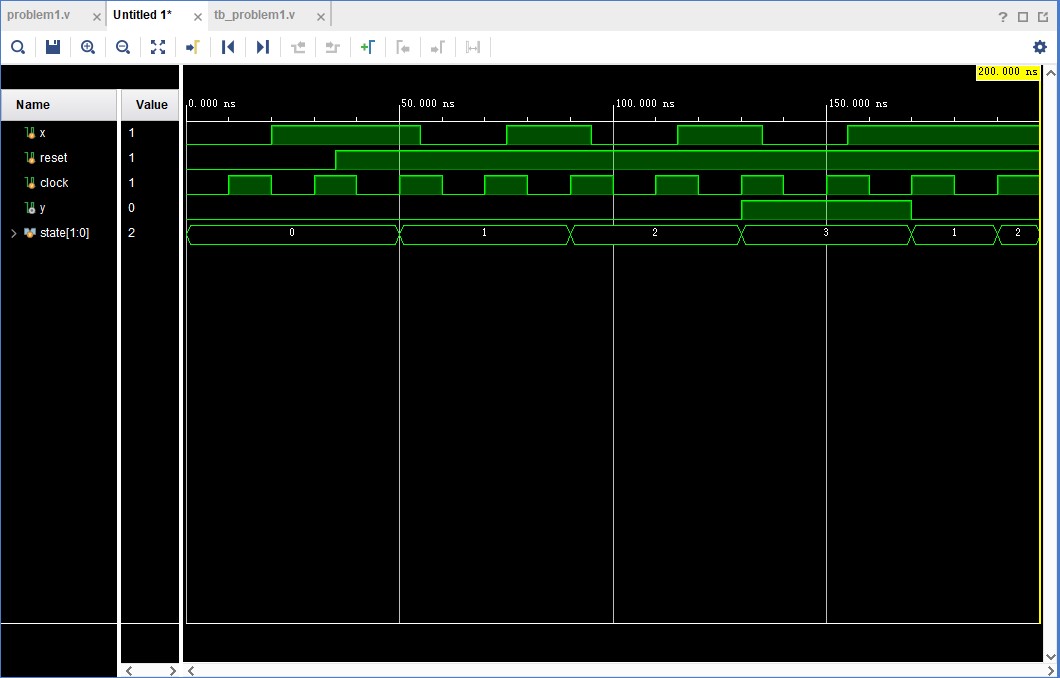 problem1.v Untitled 1* tb_problem1.v
200.000 ns
Name Value 0.000 ns 50.000 ns 100.000 ns 150.000 ns
x 1
reset 1
clock 1
y 0
state[1:0] 2 0 1 2 3 1 2